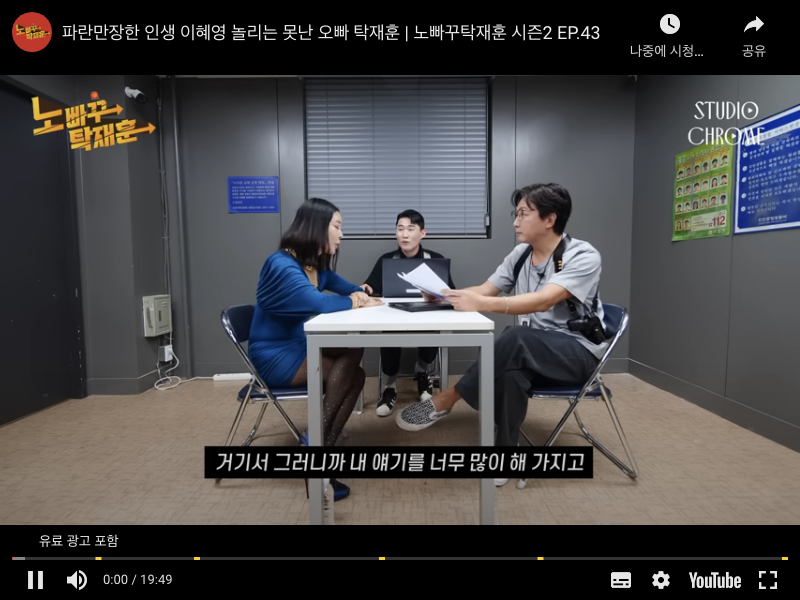 파란만장한 인생 이혜영 놀리는 못난 오빠 탁재훈 | 노빠꾸탁재훈 시즌2 EP.43
나중에 시청...
공유
노빠꾸
탁재훈
STUDIO
CHROME
112
거기서 그러니까 내 얘기를 너무 많이 해 가지고
유료 광고 포함
0:00 / 19:49
YouTube